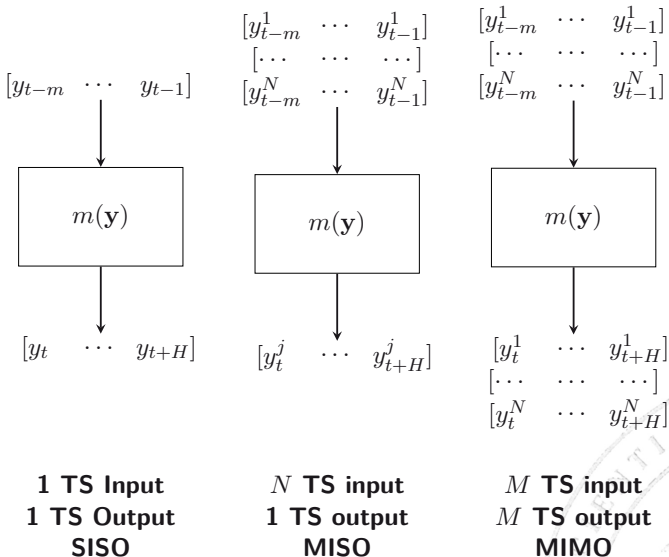 [y_{t-m} ⋯ y_{t-1}]
m(y)
[y_t ⋯ y_{t+H}]
1 TS Input
1 TS Output
SISO
[y^1_{t-m} ⋯ y^1_{t-1}]
[⋯ ⋯ ⋯]
[y^N_{t-m} ⋯ y^N_{t-1}]
m(y)
[y^j_t ⋯ y^j_{t+H}]
N TS input
1 TS output
MISO
[y^1_{t-m} ⋯ y^1_{t-1}]
[⋯ ⋯ ⋯]
[y^N_{t-m} ⋯ y^N_{t-1}]
m(y)
[y^1_t ⋯ y^1_{t+H}]
[⋯ ⋯ ⋯]
[y^N_t ⋯ y^N_{t+H}]
M TS input
M TS output
MIMO